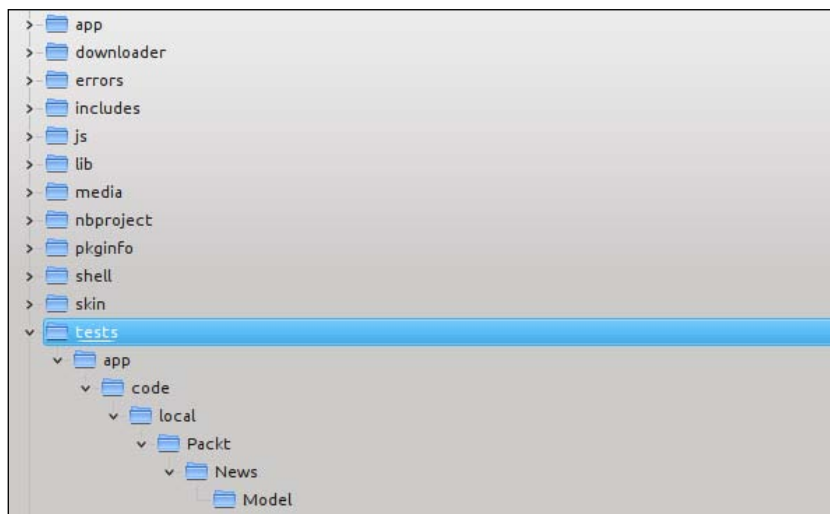 app
downloader
errors
includes
js
lib
media
nbproject
pkginfo
shell
skin
tests
app
code
local
Packt
News
Model